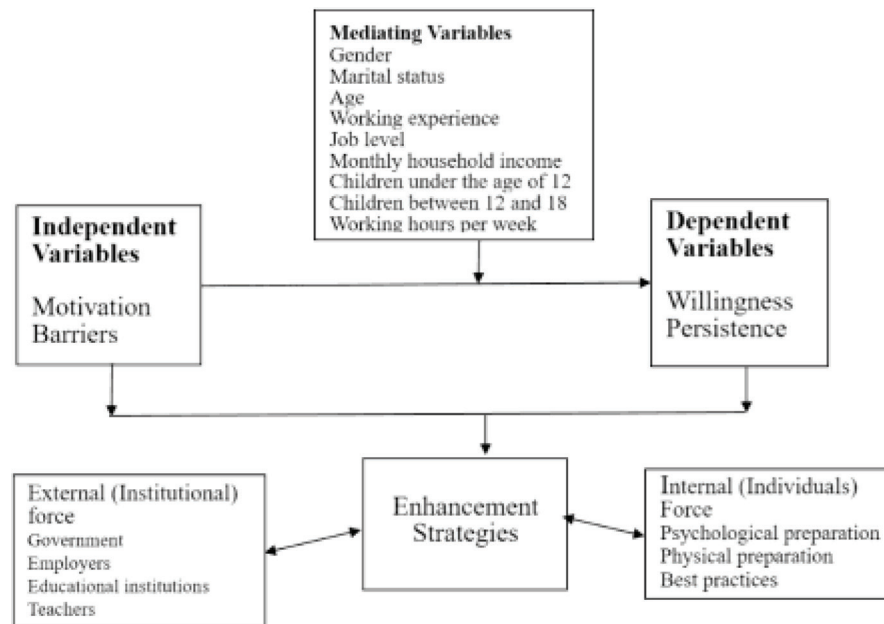 Mediating Variables
Gender
Marital status
Age
Working experience
Job level
Monthly household income
Children under the age of 12
Children between 12 and 18
Working hours per week
Independent
Variables
Motivation
Barriers
Dependent
Variables
Willingness
Persistence
External (Institutional)
force
Government
Employers
Educational institutions
Teachers
Enhancement
Strategies
Internal (Individuals)
Force
Psychological preparation
Physical preparation
Best practices